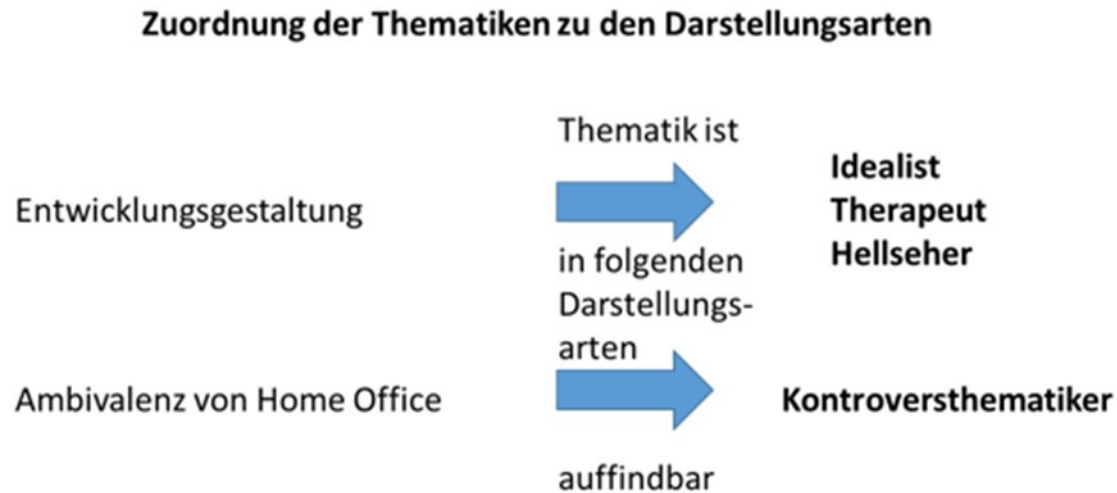 Zuordnung der Thematiken zu den Darstellungsarten
Thematik ist
Entwicklungsgestaltung
Idealist
Therapeut
Hellseher
in folgenden
Darstellungs-
arten
Ambivalenz von Home Office
Kontroversthematiker
auffindbar